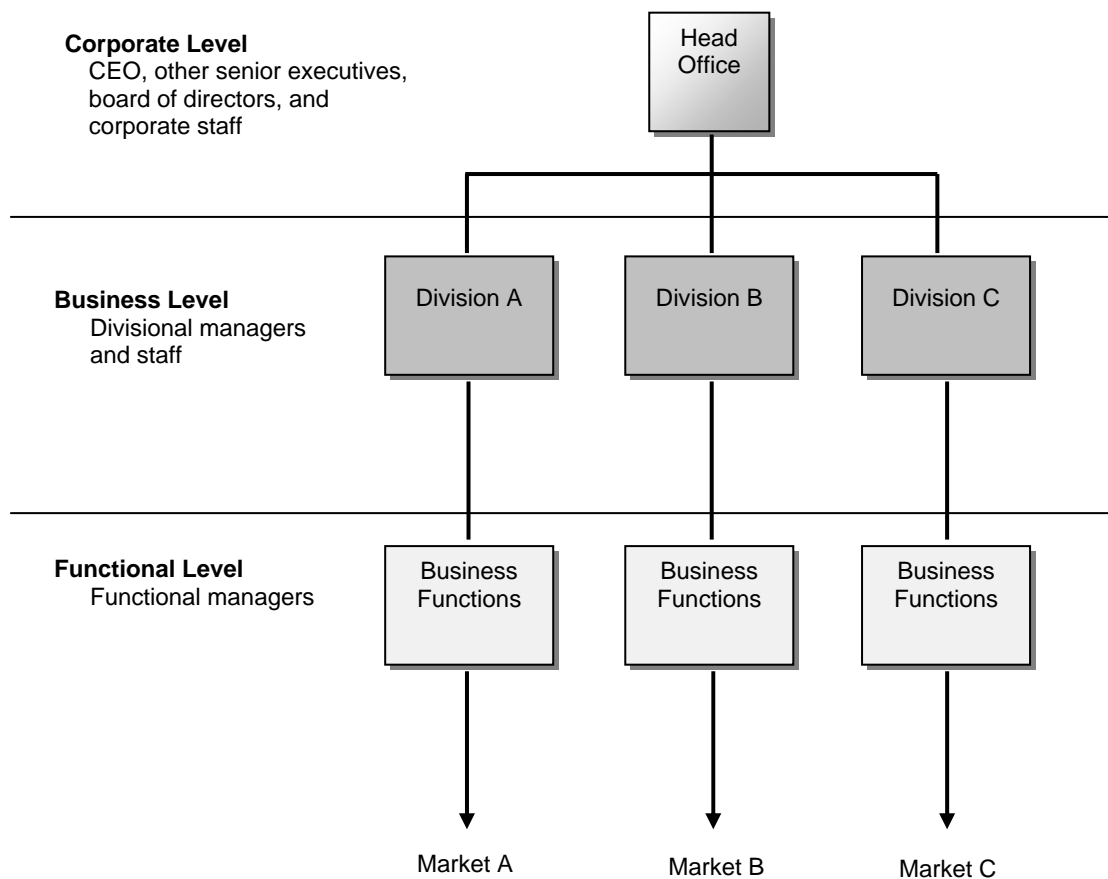 Corporate Level
CEO, other senior executives,
board of directors, and
corporate staff
Head
Office
Business Level
Divisional managers
and staff
Division A
Division B
Division C
Functional Level
Functional managers
Business
Functions
Business
Functions
Business
Functions
Market A
Market B
Market C